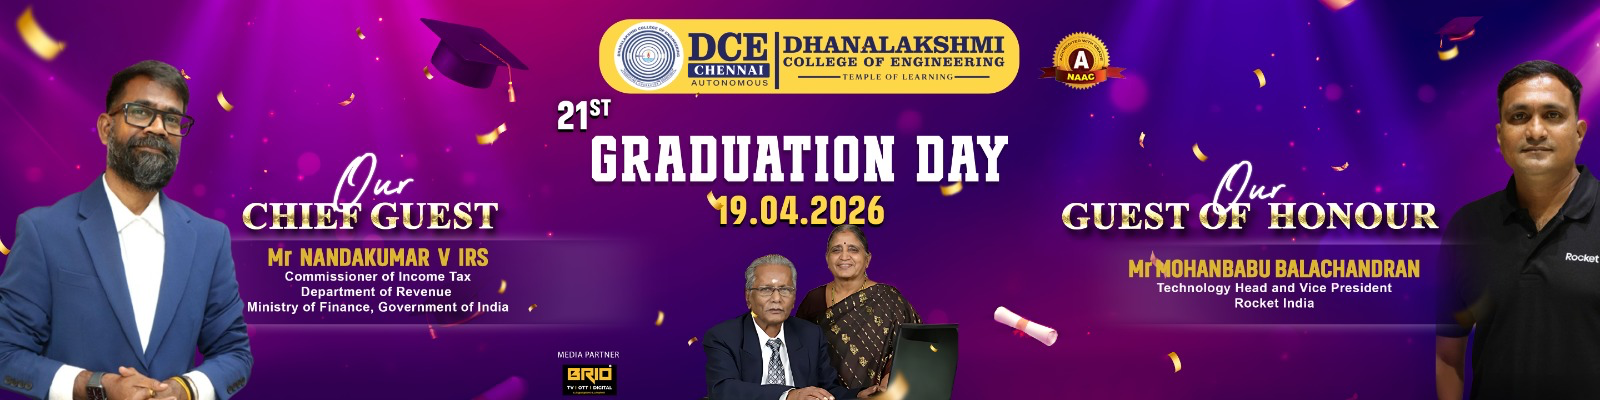 DCE
CHENNAI
AUTONOMOUS
DHANALAKSHMI
COLLEGE OF ENGINEERING
TEMPLE OF LEARNING
A
NAAC
21ST
GRADUATION DAY
19.04.2026
Our
CHIEF GUEST
Mr NANDAKUMAR V IRS
Commissioner of Income Tax
Department of Revenue
Ministry of Finance, Government of India
Our
GUEST OF HONOUR
Mr MOHANBABU BALACHANDRAN
Technology Head and Vice President
Rocket India
Rocket
MEDIA PARTNER
BRIO
TV | OTT | DIGITAL